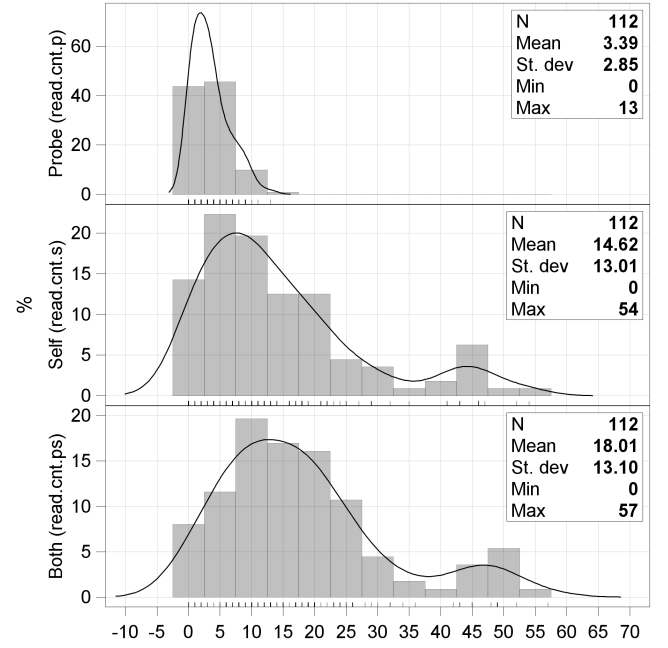 Probe (read.cnt.p)
60
40
20
0
N 112
Mean 3.39
St. dev 2.85
Min 0
Max 13
%
Self (read.cnt.s)
20
15
10
5
0
N 112
Mean 14.62
St. dev 13.01
Min 0
Max 54
Both (read.cnt.ps)
20
15
10
5
0
N 112
Mean 18.01
St. dev 13.10
Min 0
Max 57
-10 -5 0 5 10 15 20 25 30 35 40 45 50 55 60 65 70